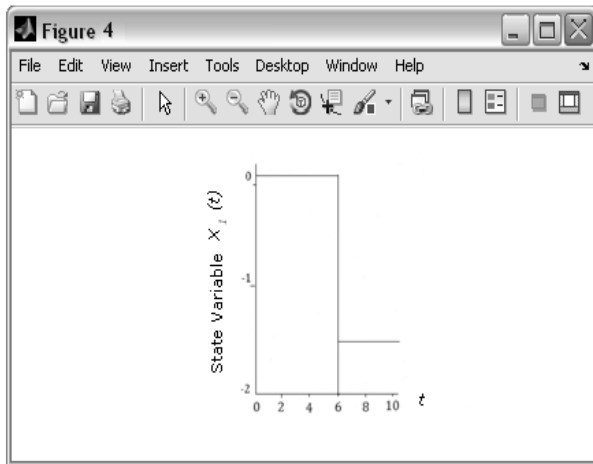 Figure 4
File Edit View Insert Tools Desktop Window Help
State Variable X₁ (t)
0
-1
-2
0 2 4 6 8 10 t